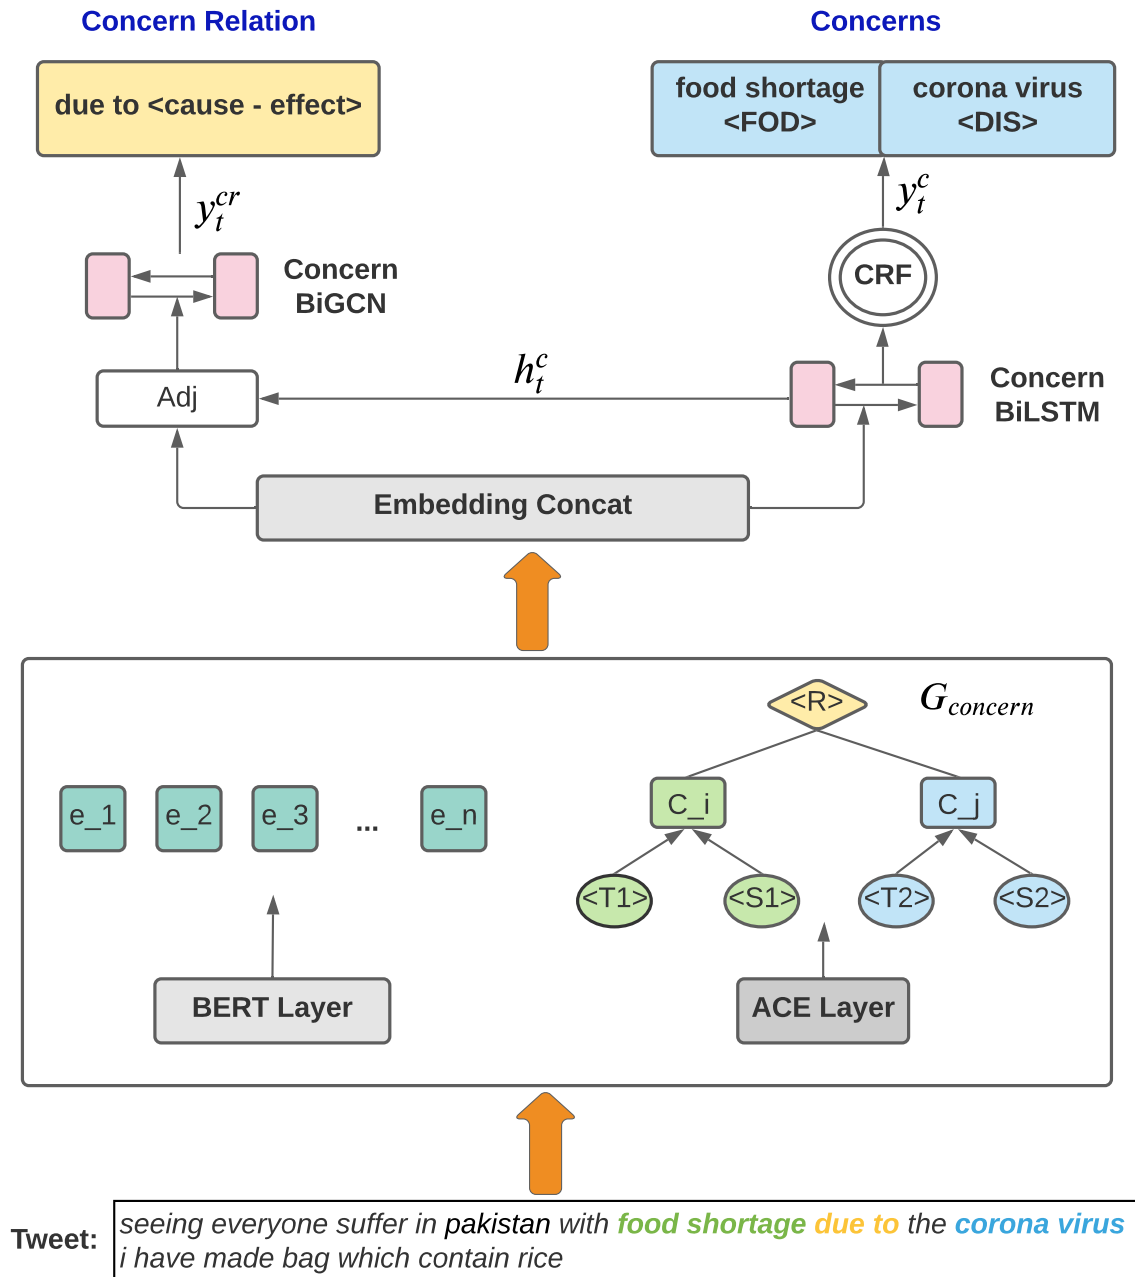 Concern Relation
Concerns
due to <cause - effect>
food shortage
<FOD>
corona virus
<DIS>
y_t^{cr}
y_t^c
Concern
BiGCN
CRF
Adj
h_t^c
Concern
BiLSTM
Embedding Concat
<R>
G_{concern}
e_1
e_2
e_3
...
e_n
C_i
C_j
<T1>
<S1>
<T2>
<S2>
BERT Layer
ACE Layer
Tweet:
seeing everyone suffer in pakistan with food shortage due to the corona virus
i have made bag which contain rice